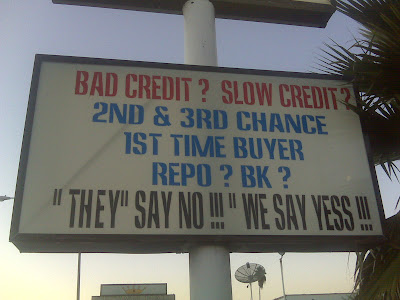 BAD CREDIT ? SLOW CREDIT ?
2ND & 3RD CHANCE
1ST TIME BUYER
REPO ? BK ?
"THEY" SAY NO !!! " WE SAY YESS !!!